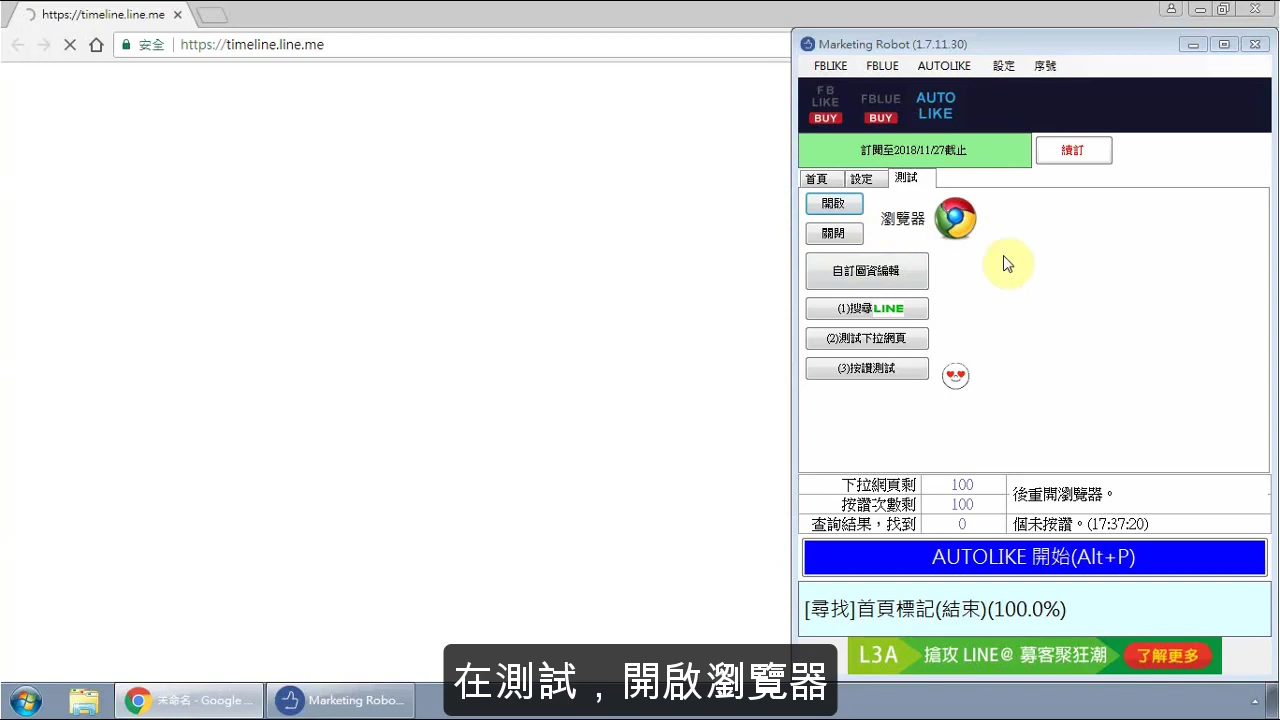 https://timeline.line.me
安全 https://timeline.line.me
Marketing Robot (1.7.11.30)
FBLIKE FBLUE AUTOLIKE 設定 序號
FB LIKE BUY
FBLUE BUY
AUTO LIKE
訂閱至2018/11/27截止 續訂
首頁 設定 測試
開啟
瀏覽器
關閉
自訂圖資編輯
(1)搜尋LINE
(2)測試下拉網頁
(3)按讚測試
下拉網頁剩 100 後重開瀏覽器。
按讚次數剩 100
查詢結果，找到 0 個未按讚。(17:37:20)
AUTOLIKE 開始(Alt+P)
[尋找]首頁標記(結束)(100.0%)
L3A 搶攻 LINE@ 募客聚狂潮 了解更多
在測試，開啟瀏覽器
未命名 - Google ... Marketing Robo...